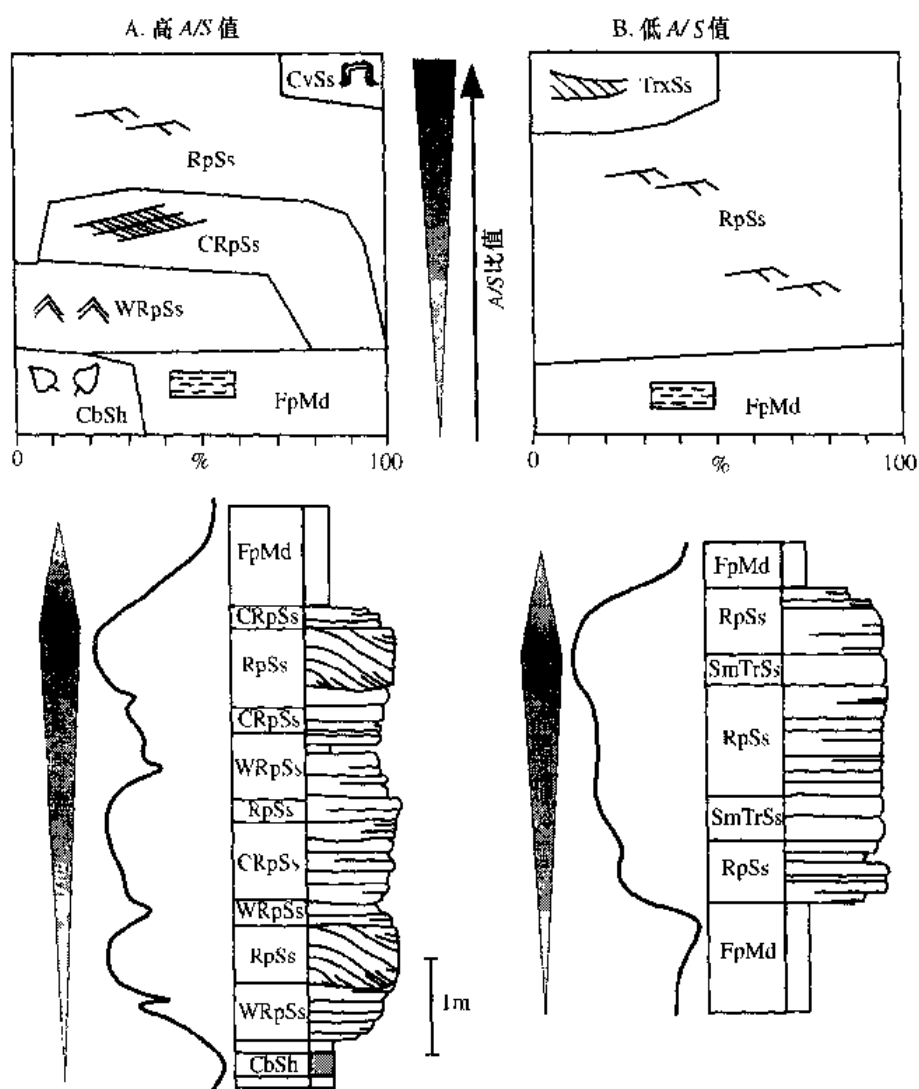 A. 高 A/S 值
B. 低 A/S 值
CvSs
RpSs
CRpSs
WRpSs
CbSh
FpMd
0
%
100
A/S比值
TrxSs
RpSs
FpMd
0
%
100
FpMd
CRpSs
RpSs
CRpSs
WRpSs
RpSs
CRpSs
WRpSs
RpSs
WRpSs
CbSh
1m
FpMd
RpSs
SmTrSs
RpSs
SmTrSs
RpSs
FpMd